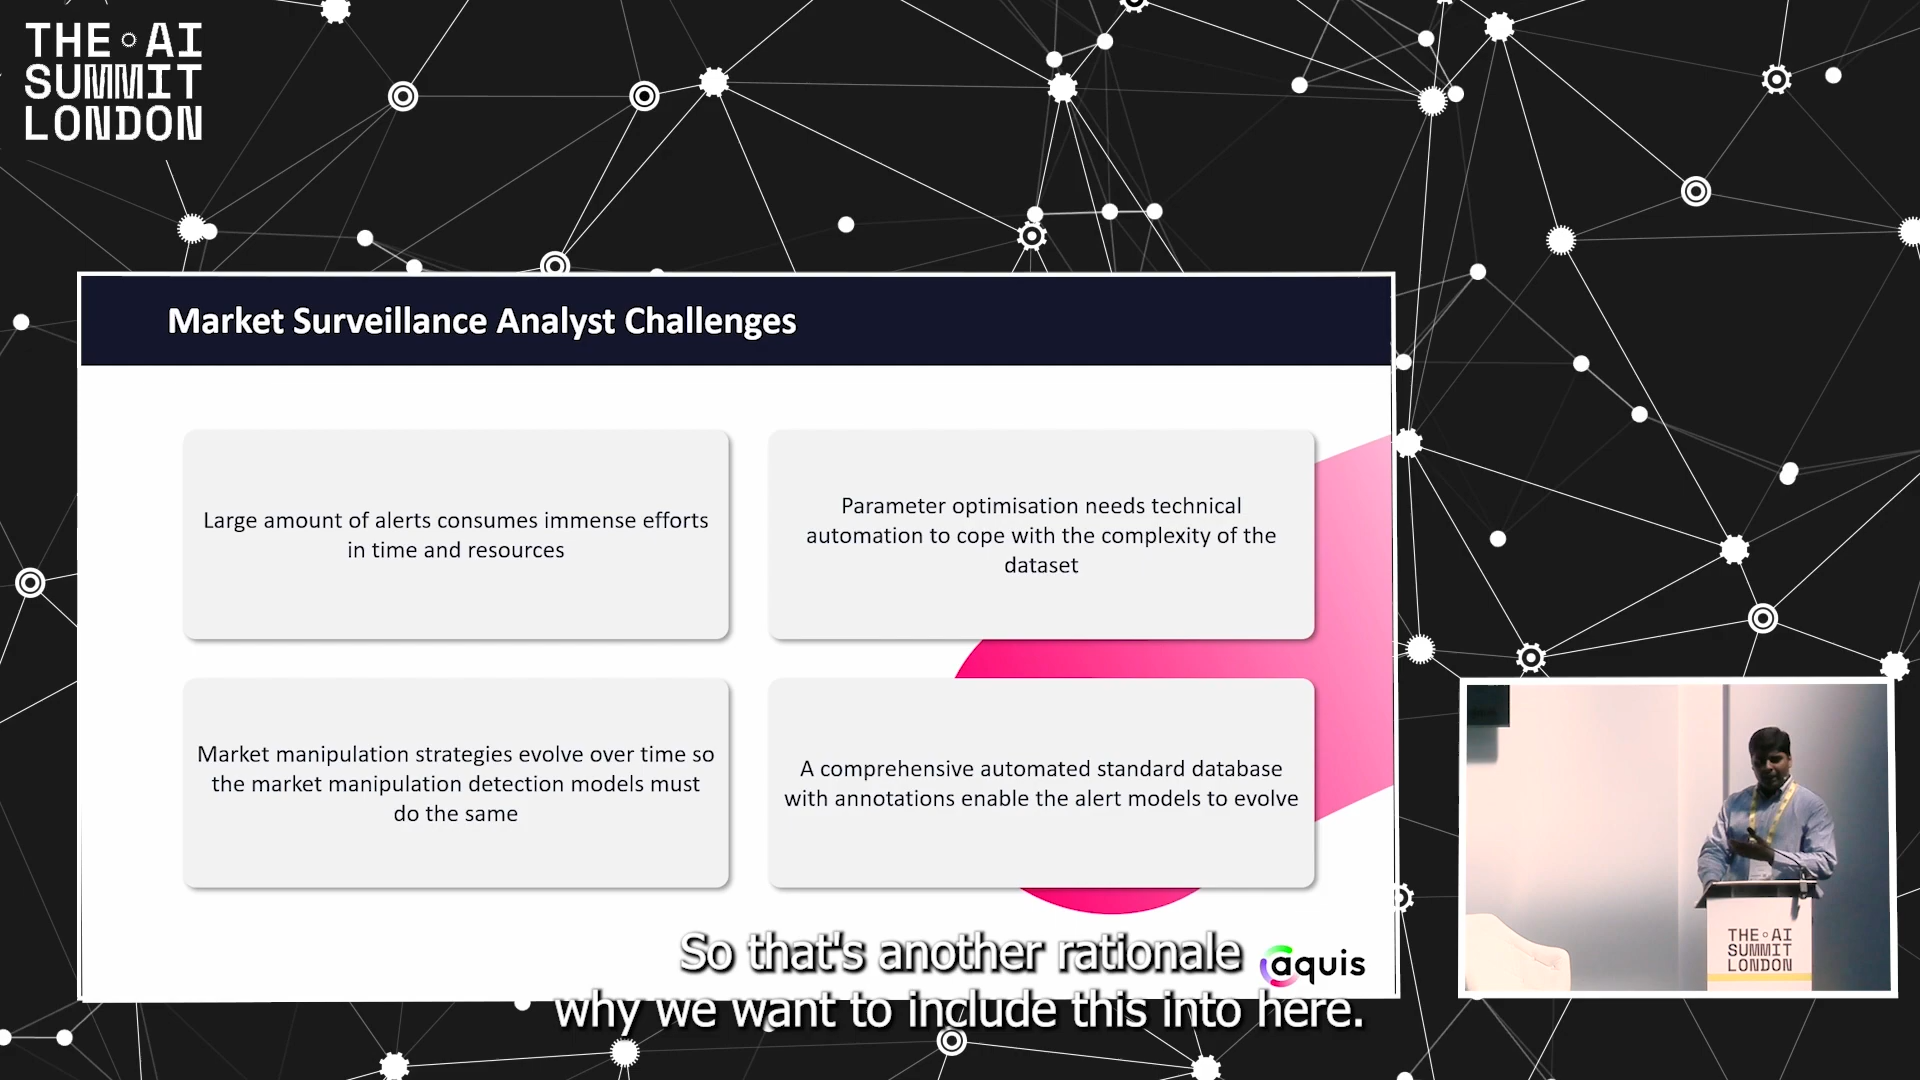 THE AI
SUMMIT
LONDON
Market Surveillance Analyst Challenges
Large amount of alerts consumes immense efforts
in time and resources
Parameter optimisation needs technical
automation to cope with the complexity of the
dataset
Market manipulation strategies evolve over time so
the market manipulation detection models must
do the same
A comprehensive automated standard database
with annotations enable the alert models to evolve
aquis
THE AI
SUMMIT
LONDON
So that's another rationale
why we want to include this into here.